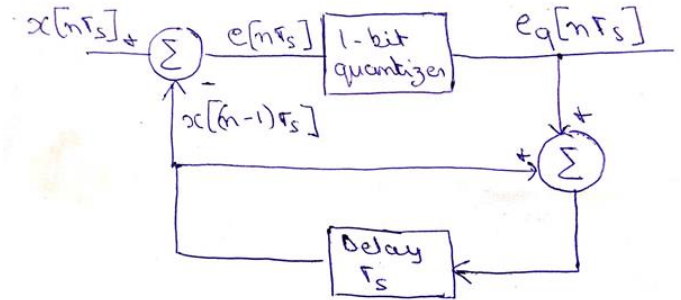 x[nTs] + Σ e[nTs] 1-bit quantizer eq[nTs]
-
x[(n-1)Ts]
+
+ Σ
Delay
Ts